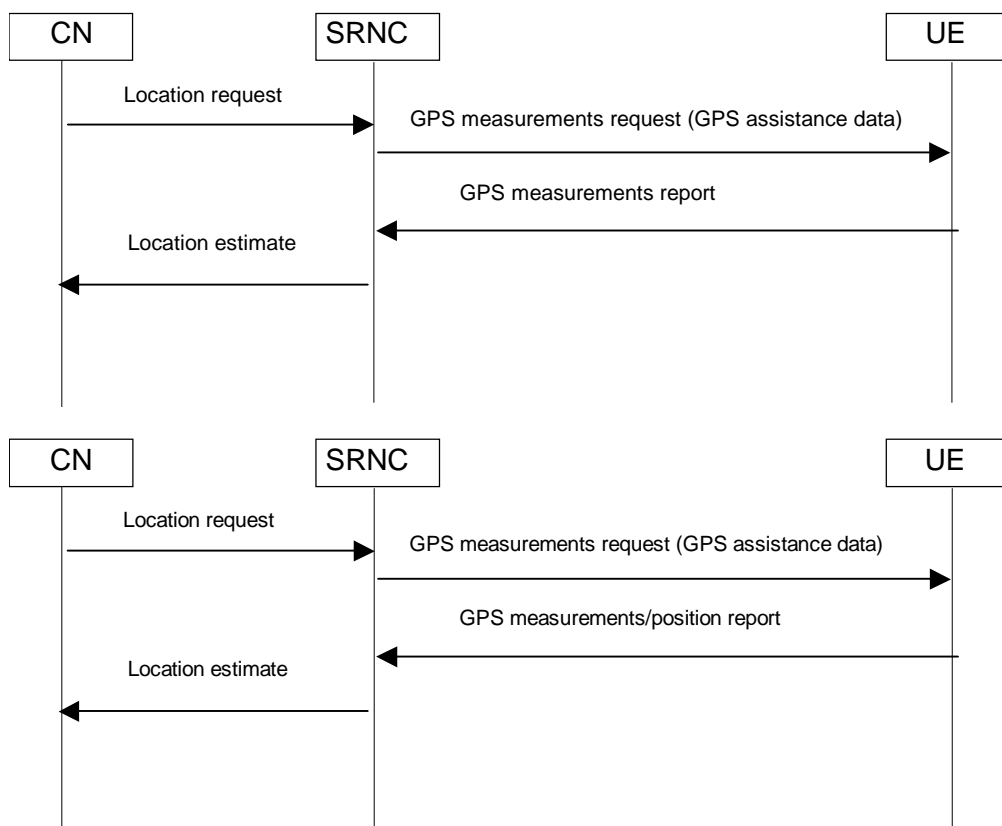 CN
SRNC
UE
Location request
GPS measurements request (GPS assistance data)
GPS measurements report
Location estimate
CN
SRNC
UE
Location request
GPS measurements request (GPS assistance data)
GPS measurements/position report
Location estimate